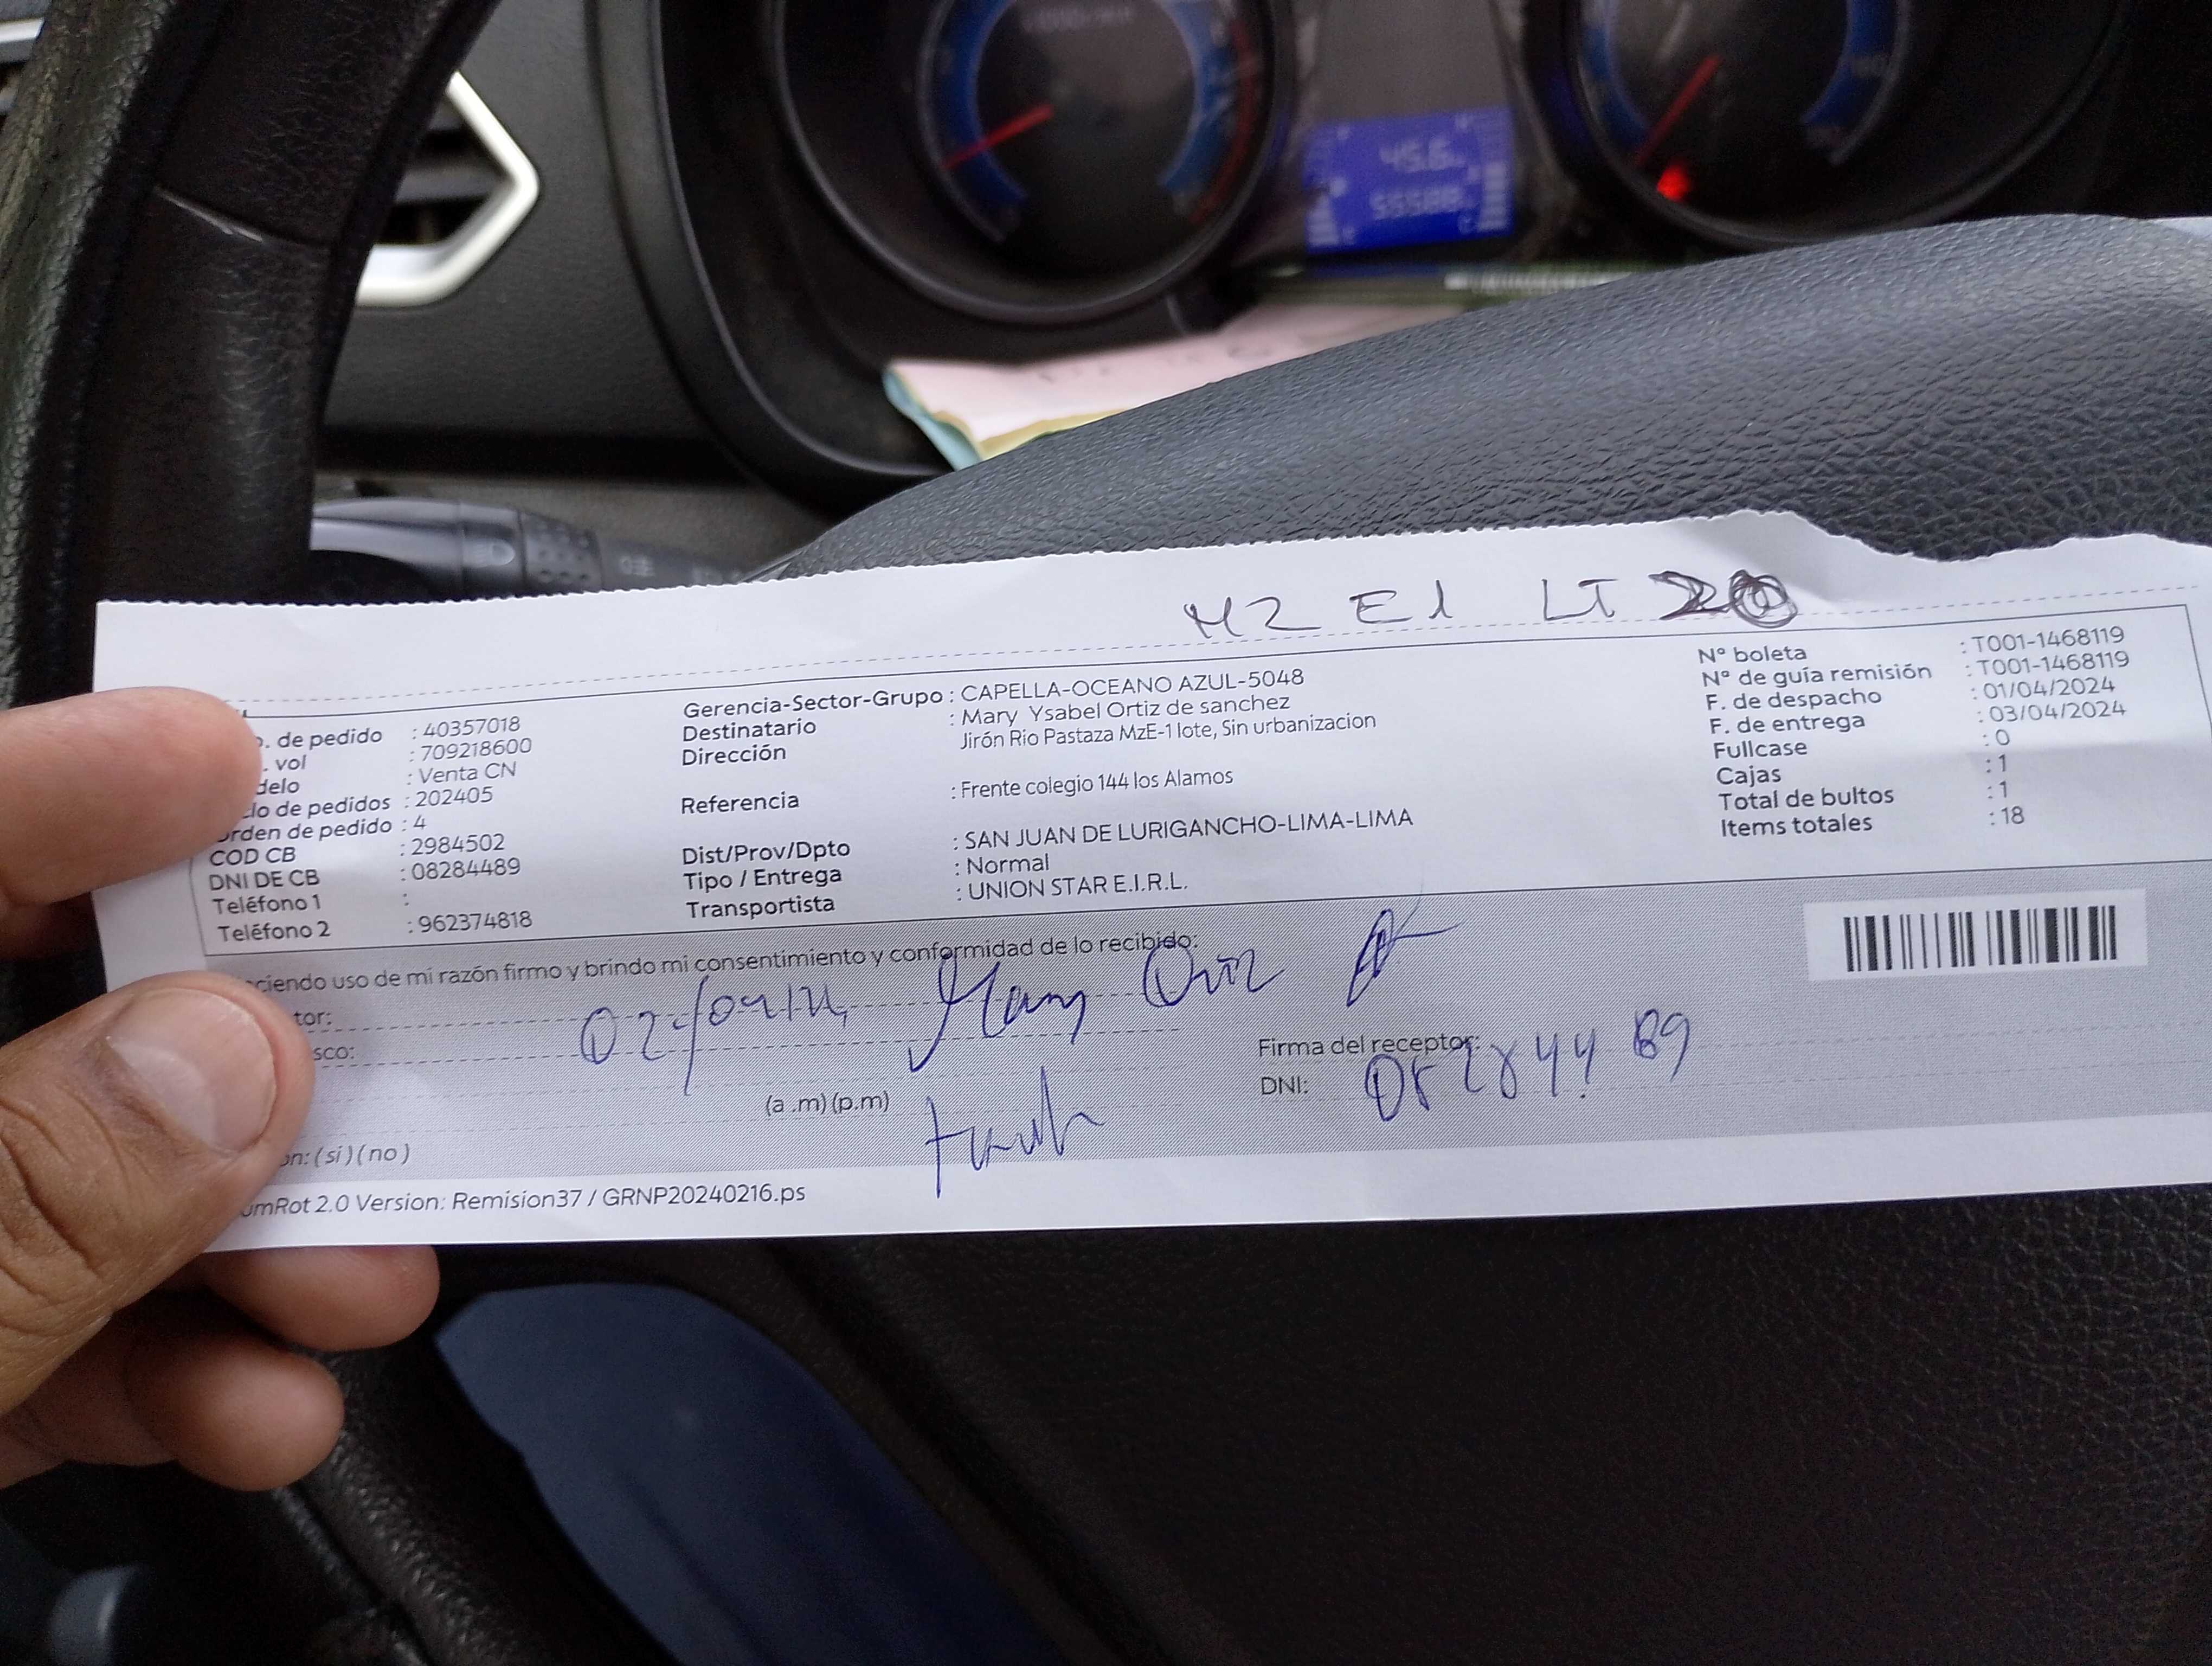 MZ E1 LT 20
o. de pedido : 40357018
. vol : 709218600
delo : Venta CN
lo de pedidos : 202405
orden de pedido : 4
COD CB : 2984502
DNI DE CB : 08284489
Teléfono 1 :
Teléfono 2 : 962374818
Gerencia-Sector-Grupo : CAPELLA-OCEANO AZUL-5048
Destinatario : Mary Ysabel Ortiz de sanchez
Dirección Jirón Rio Pastaza MzE-1 lote, Sin urbanizacion
Referencia : Frente colegio 144 los Alamos
Dist/Prov/Dpto : SAN JUAN DE LURIGANCHO-LIMA-LIMA
Tipo / Entrega : Normal
Transportista : UNION STAR E.I.R.L.
N° boleta : T001-1468119
N° de guía remisión : T001-1468119
F. de despacho : 01/04/2024
F. de entrega : 03/04/2024
Fullcase : 0
Cajas : 1
Total de bultos : 1
Items totales : 18
ciendo uso de mi razón firmo y brindo mi consentimiento y conformidad de lo recibido:
tor: Mary Ortiz
sco:
Firma del receptor:
(a .m) (p.m)
DNI: 08284489
on: (si) (no)
umRot 2.0 Version: Remision37 / GRNP20240216.ps